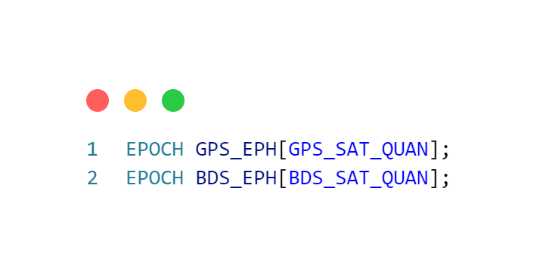 1 EPOCH GPS_EPH[GPS_SAT_QUAN];
2 EPOCH BDS_EPH[BDS_SAT_QUAN];